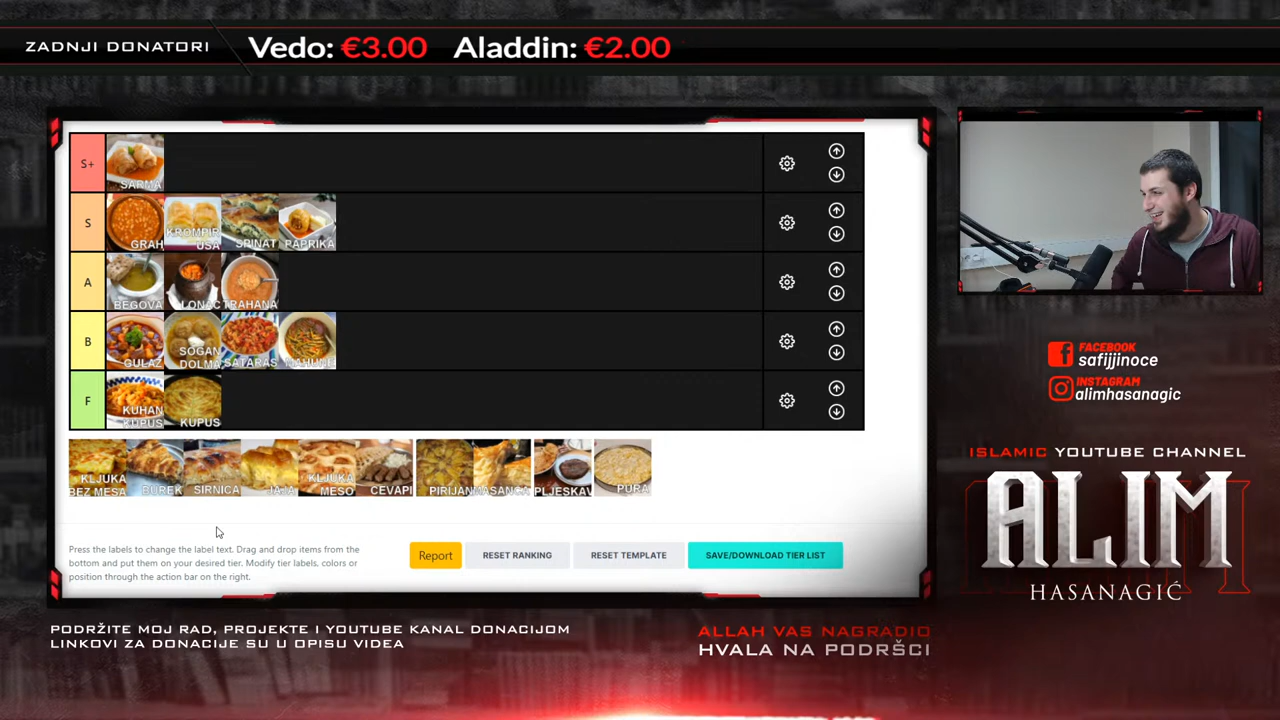 ZADNJI DONATORI
Vedo: €3.00 Aladdin: €2.00
S+
SARMA
S
GRAH
KROMPIR
USA
SPINAT
PAPRIKA
A
BEGOVA
LONAC
TRAHANA
B
GULAZ
SOGAN
DOLMA
SATARAS
MAHUNE
F
KUHAN
KUPUS
KUPUS
KLJUKA
BEZ MESA
BUREK
SIRNICA
JAJA
KLJUKA
MESO
CEVAPI
PIRIJAN
MASANCA
PLJESKAV
PURA
Press the labels to change the label text. Drag and drop items from the
bottom and put them on your desired tier. Modify tier labels, colors or
position through the action bar on the right.
Report
RESET RANKING
RESET TEMPLATE
SAVE/DOWNLOAD TIER LIST
FACEBOOK
safijjinoce
INSTAGRAM
alimhasanagic
ISLAMIC YOUTUBE CHANNEL
ALIM
HASANAGIĆ
PODRŽITE MOJ RAD, PROJEKTE I YOUTUBE KANAL DONACIJOM
LINKOVI ZA DONACIJE SU U OPISU VIDEA
ALLAH VAS NAGRADIO
HVALA NA PODRŠCI